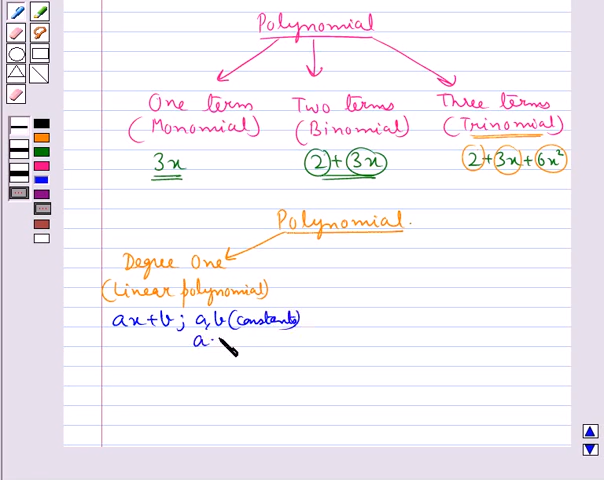 Polynomial
One term Two terms Three terms
(Monomial) (Binomial) (Trinomial)
3x 2+3x 2+3x+6x²
Polynomial.
Degree One
(Linear polynomial)
ax+b; a,b (constants)
a